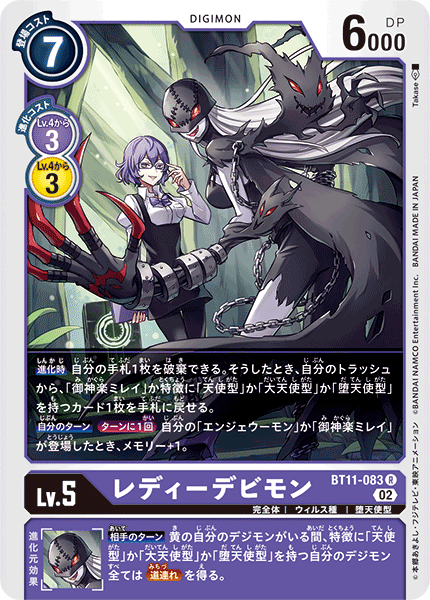 DIGIMON
登場コスト
7
6000
DP
進化コスト
Lv.4から
3
Lv.4から
3
Takase
©BANDAI NAMCO Entertainment Inc. BANDAI MADE IN JAPAN
©本郷あきよし・フジテレビ・東映アニメーション
進化時 自分の手札1枚を破棄できる。そうしたとき、自分のトラッシュ
から、「御神楽ミレイ」か特徴に「天使型」か「大天使型」か「堕天使型」
を持つカード1枚を手札に戻せる。
自分のターン ターンに1回 自分の「エンジェウーモン」か「御神楽ミレイ」
が登場したとき、メモリー+1。
BT11-083 R
Lv.5
レディーデビモン
02
完全体 | ウィルス種 | 堕天使型
進化元効果
相手のターン 黄の自分のデジモンがいる間、特徴に「天使
型」か「大天使型」か「堕天使型」を持つ自分のデジモン
全ては 道連れ を得る。